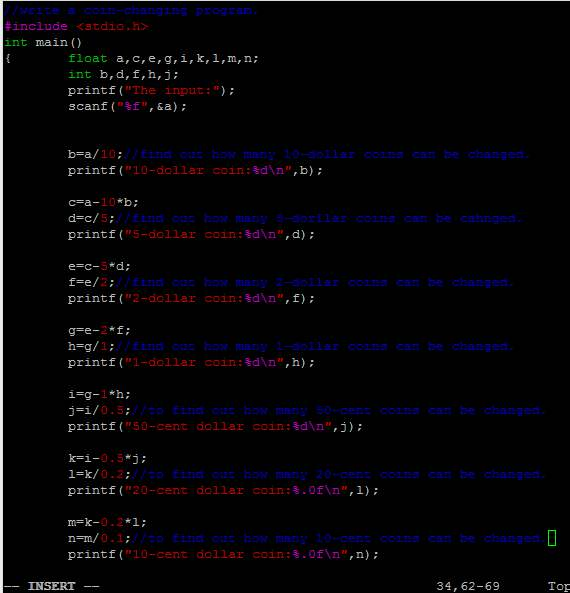 //write a coin-changing program.
#include <stdio.h>
int main()
{       float a,c,e,g,i,k,l,m,n;
        int b,d,f,h,j;
        printf("The input:");
        scanf("%f",&a);
        b=a/10;//find out how many 10-dollar coins can be changed.
        printf("10-dollar coin:%d\n",b);
        c=a-10*b;
        d=c/5;//find out how many 5-dorllar coins can be cahnged.
        printf("5-dollar coin:%d\n",d);
        e=c-5*d;
        f=e/2;//find out how many 2-dollar coins can be changed.
        printf("2-dollar coin:%d\n",f);
        g=e-2*f;
        h=g/1;//find out how many 1-dollar coins can be changed.
        printf("1-dollar coin:%d\n",h);
        i=g-1*h;
        j=i/0.5;//to find out how many 50-cent coins can be changed.
        printf("50-cent dollar coin:%d\n",j);
        k=i-0.5*j;
        l=k/0.2;//to find out how many 20-cent coins can be changed.
        printf("20-cent dollar coin:%.0f\n",l);
        m=k-0.2*l;
        n=m/0.1;//to find out how many 10-cent coins can be changed.
        printf("10-cent dollar coin:%.0f\n",n);
-- INSERT -- 34,62-69 Top